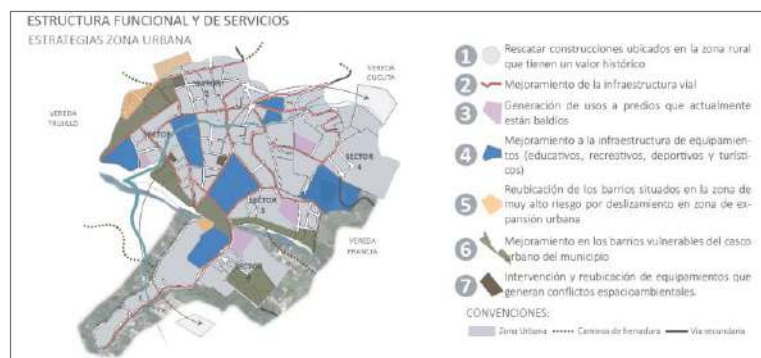 ESTRUCTURA FUNCIONAL Y DE SERVICIOS
ESTRATEGIAS ZONA URBANA
VEREDA
CUCUTA
VEREDA
TRUJILLO
SECTOR
SECTOR
4
SECTOR
3
VEREDA
FRANCIA
SECTOR
1 Rescatar construcciones ubicados en la zona rural
que tienen un valor histórico
2 Mejoramiento de la infraestructura vial
3 Generación de usos a predios que actualmente
están baldíos
4 Mejoramiento a la infraestructura de equipamien-
tos (educativos, recreativos, deportivos y turísti-
cos)
5 Reubicación de los barrios situados en la zona de
muy alto riesgo por deslizamiento en zona de ex-
pansión urbana
6 Mejoramiento en los barrios vulnerables del casco
urbano del municipio
7 Intervención y reubicación de equipamientos que
generan conflictos espacioambientales.
CONVENCIONES:
Zona Urbana Caminos de herradura Vía secundaria